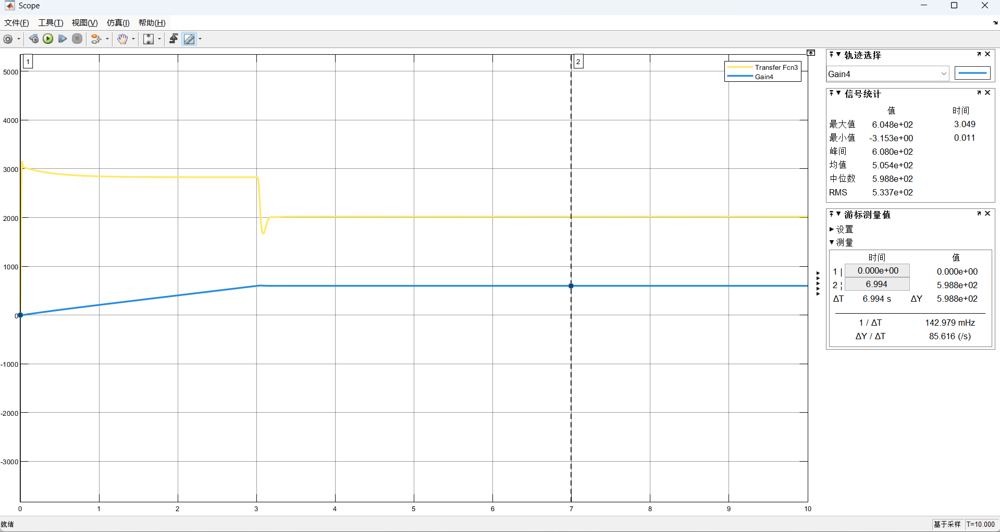 Scope
文件(F) 工具(T) 视图(V) 仿真(I) 帮助(H)
1
2
Transfer Fcn3
Gain4
5000
4000
3000
2000
1000
0
-1000
-2000
-3000
0 1 2 3 4 5 6 7 8 9 10
轨迹选择
Gain4
信号统计
值 时间
最大值 6.048e+02 3.049
最小值 -3.153e+00 0.011
峰间 6.080e+02
均值 5.054e+02
中位数 5.988e+02
RMS 5.337e+02
游标测量值
设置
测量
时间 值
1 | 0.000e+00 0.000e+00
2 ¦ 6.994 5.988e+02
ΔT 6.994 s ΔY 5.988e+02
1 / ΔT 142.979 mHz
ΔY / ΔT 85.616 (/s)
就绪
基于采样 T=10.000